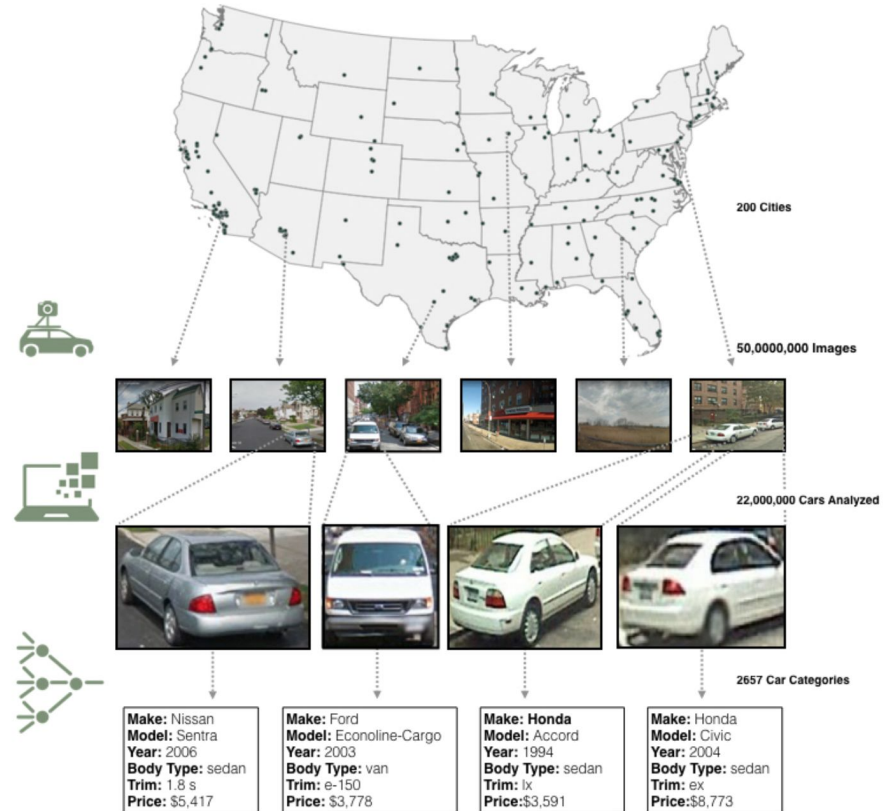 200 Cities
50,0000,000 Images
22,000,000 Cars Analyzed
2657 Car Categories
Make: Nissan
Model: Sentra
Year: 2006
Body Type: sedan
Trim: 1.8 s
Price: $5,417
Make: Ford
Model: Econoline-Cargo
Year: 2003
Body Type: van
Trim: e-150
Price: $3,778
Make: Honda
Model: Accord
Year: 1994
Body Type: sedan
Trim: lx
Price:$3,591
Make: Honda
Model: Civic
Year: 2004
Body Type: sedan
Trim: ex
Price:$8,773